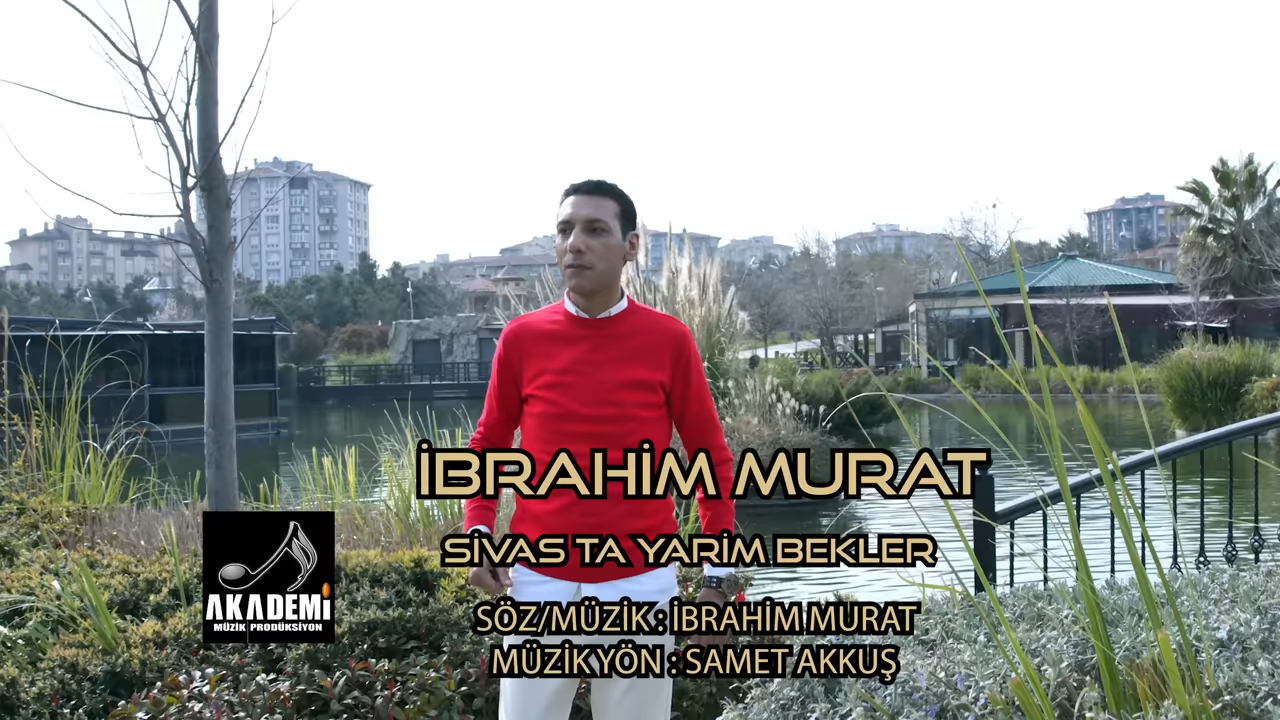 İBRAHİM MURAT
SİVAS TA YARİM BEKLER
AKADEMİ
MÜZİK PRODÜKSİYON
SÖZ/MÜZİK : İBRAHİM MURAT
MÜZİK YÖN : SAMET AKKUŞ